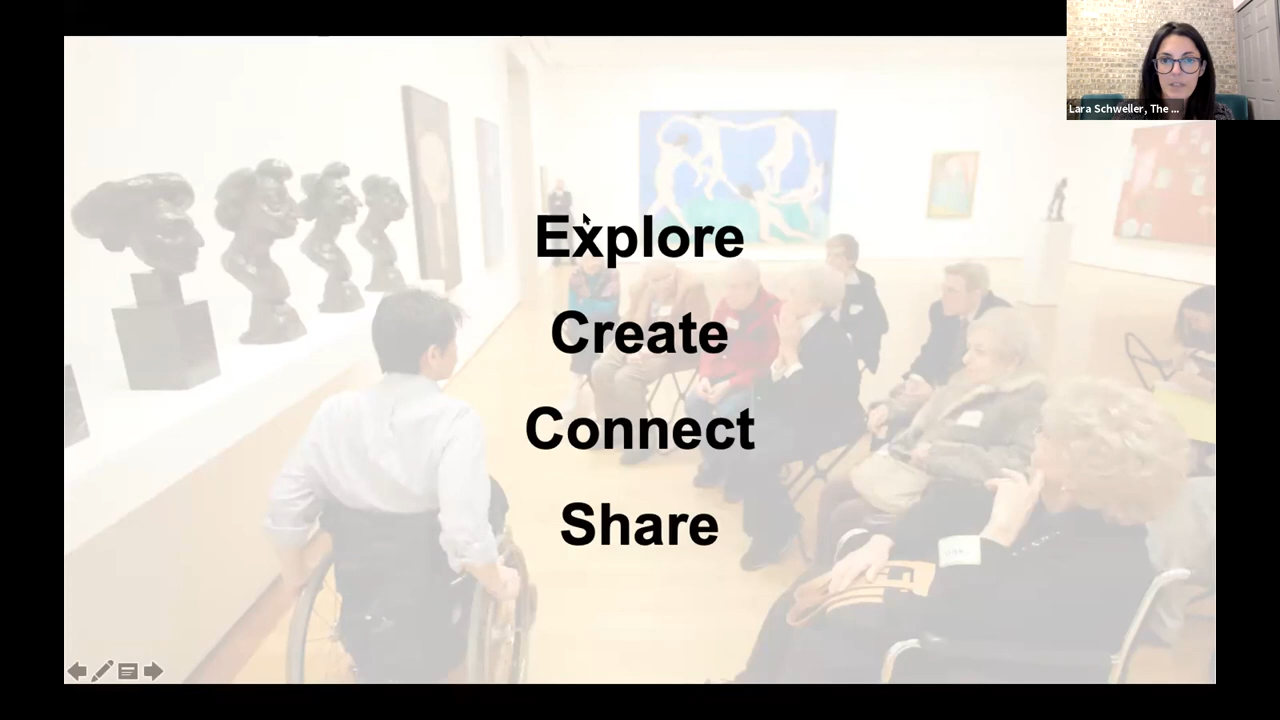 Lara Schweller, The ...
Explore
Create
Connect
Share